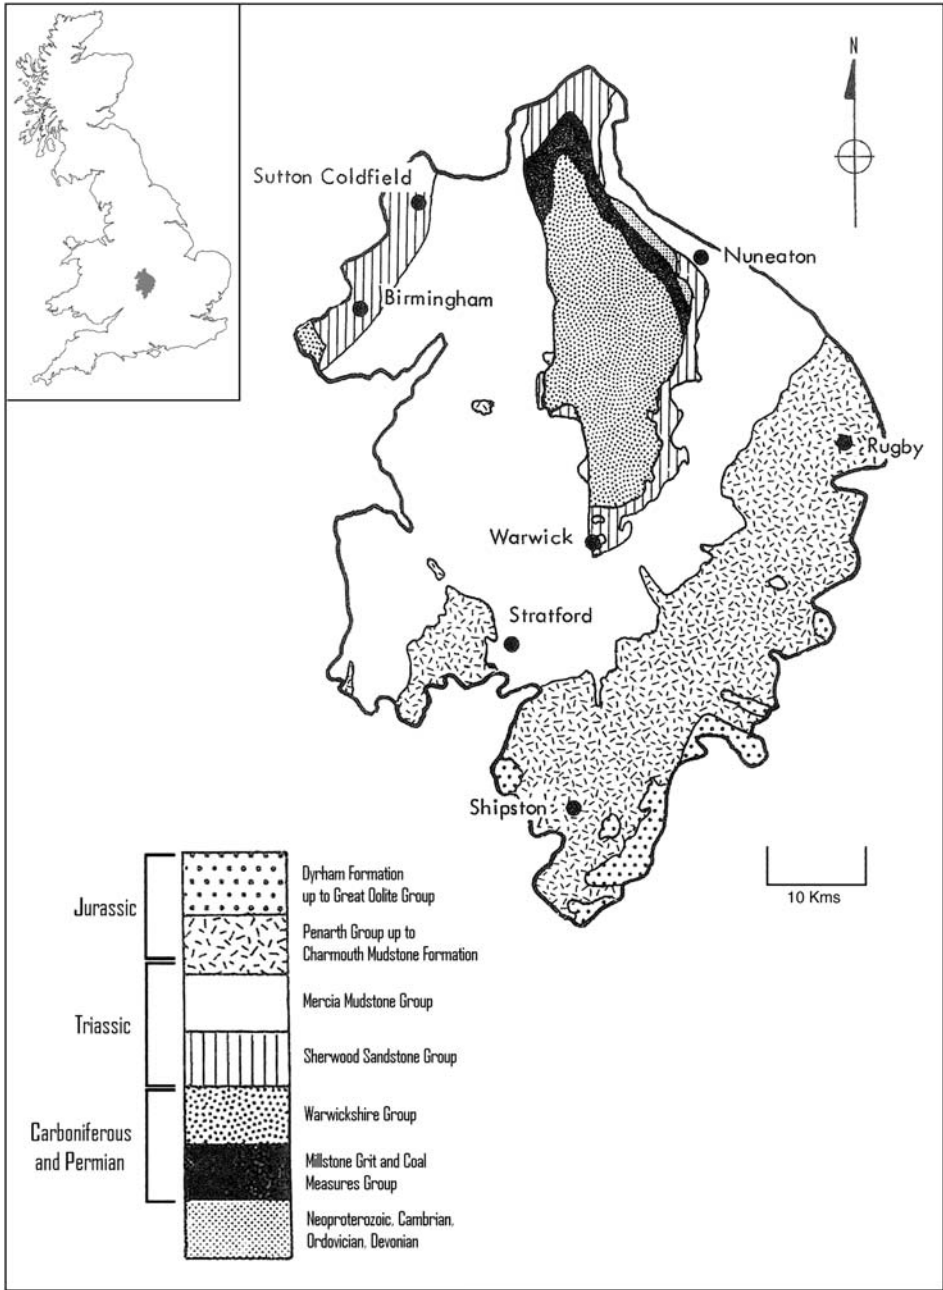 N
Sutton Coldfield
Nuneaton
Birmingham
Rugby
Warwick
Stratford
Shipston
10 Kms
Jurassic
Dyrham Formation
up to Great Oolite Group
Penarth Group up to
Charmouth Mudstone Formation
Triassic
Mercia Mudstone Group
Sherwood Sandstone Group
Carboniferous
and Permian
Warwickshire Group
Millstone Grit and Coal
Measures Group
Neoproterozoic, Cambrian,
Ordovician, Devonian